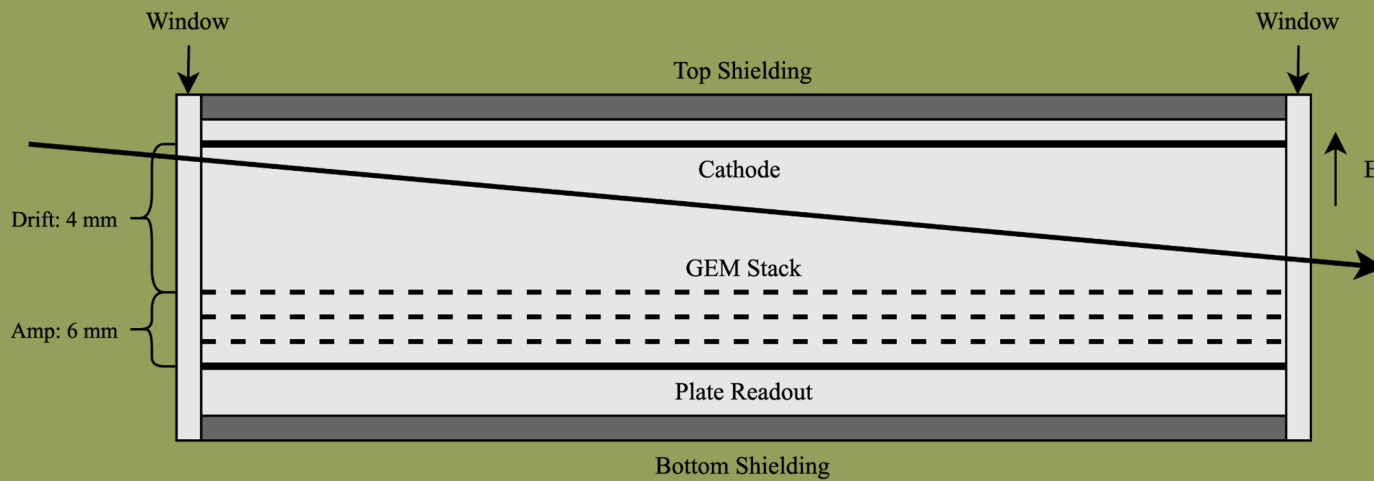 Window
Window
Top Shielding
Cathode
E
Drift: 4 mm
GEM Stack
Amp: 6 mm
Plate Readout
Bottom Shielding